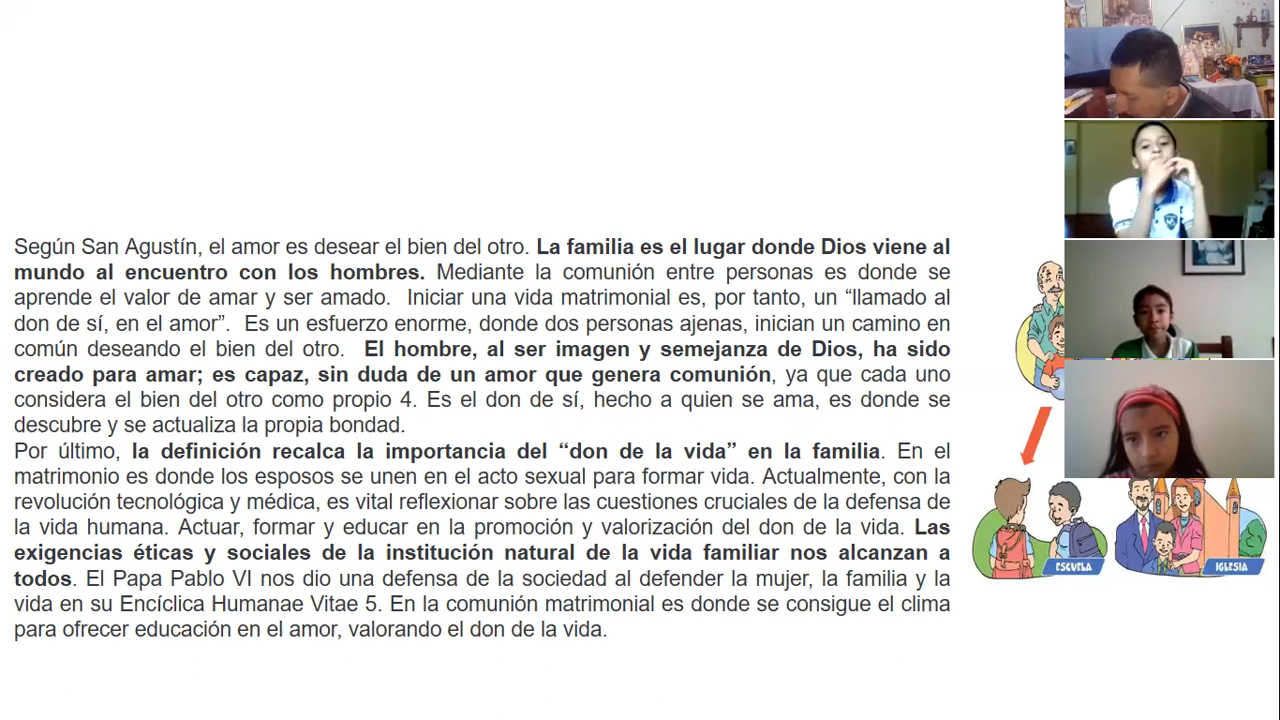 Según San Agustín, el amor es desear el bien del otro. La familia es el lugar donde Dios viene al
mundo al encuentro con los hombres. Mediante la comunión entre personas es donde se
aprende el valor de amar y ser amado. Iniciar una vida matrimonial es, por tanto, un “llamado al
don de sí, en el amor”. Es un esfuerzo enorme, donde dos personas ajenas, inician un camino en
común deseando el bien del otro. El hombre, al ser imagen y semejanza de Dios, ha sido
creado para amar; es capaz, sin duda de un amor que genera comunión, ya que cada uno
considera el bien del otro como propio 4. Es el don de sí, hecho a quien se ama, es donde se
descubre y se actualiza la propia bondad.
Por último, la definición recalca la importancia del “don de la vida” en la familia. En el
matrimonio es donde los esposos se unen en el acto sexual para formar vida. Actualmente, con la
revolución tecnológica y médica, es vital reflexionar sobre las cuestiones cruciales de la defensa de
la vida humana. Actuar, formar y educar en la promoción y valorización del don de la vida. Las
exigencias éticas y sociales de la institución natural de la vida familiar nos alcanzan a
todos. El Papa Pablo VI nos dio una defensa de la sociedad al defender la mujer, la familia y la
vida en su Encíclica Humanae Vitae 5. En la comunión matrimonial es donde se consigue el clima
para ofrecer educación en el amor, valorando el don de la vida.
ESCUELA
IGLESIA